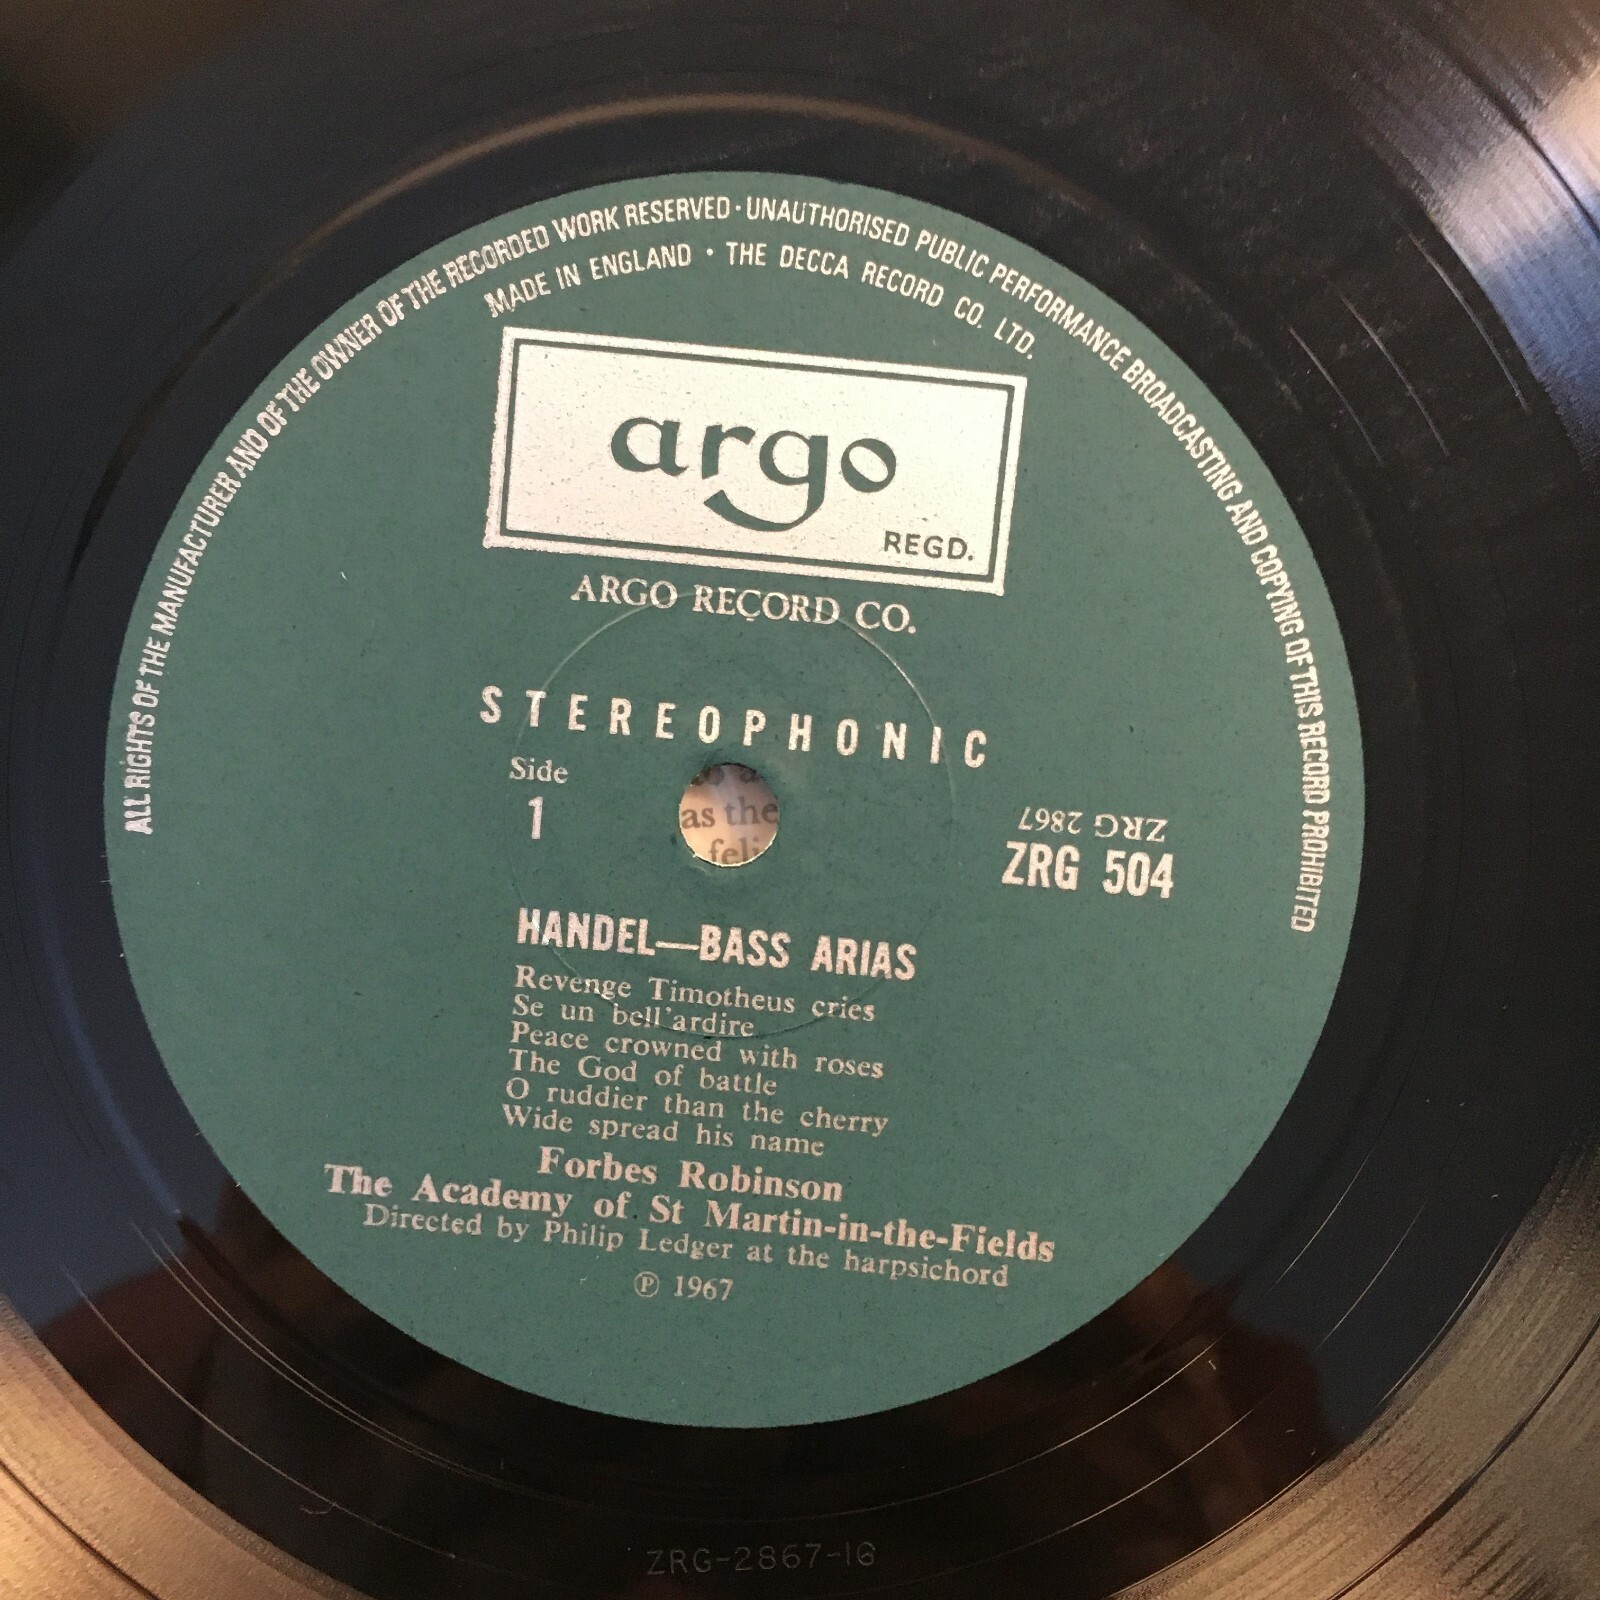 ALL RIGHTS OF THE MANUFACTURER AND OF THE OWNER OF THE RECORDED WORK RESERVED · UNAUTHORISED PUBLIC PERFORMANCE BROADCASTING AND COPYING OF THIS RECORD PROHIBITED
MADE IN ENGLAND · THE DECCA RECORD CO. LTD.
argo
REGD.
ARGO RECORD CO.
STEREOPHONIC
Side
1
as the
feli
ZRG 2867
ZRG 504
HANDEL—BASS ARIAS
Revenge Timotheus cries
Se un bell'ardire
Peace crowned with roses
The God of battle
O ruddier than the cherry
Wide spread his name
Forbes Robinson
The Academy of St Martin-in-the-Fields
Directed by Philip Ledger at the harpsichord
Ⓟ 1967
ZRG-2867-1G